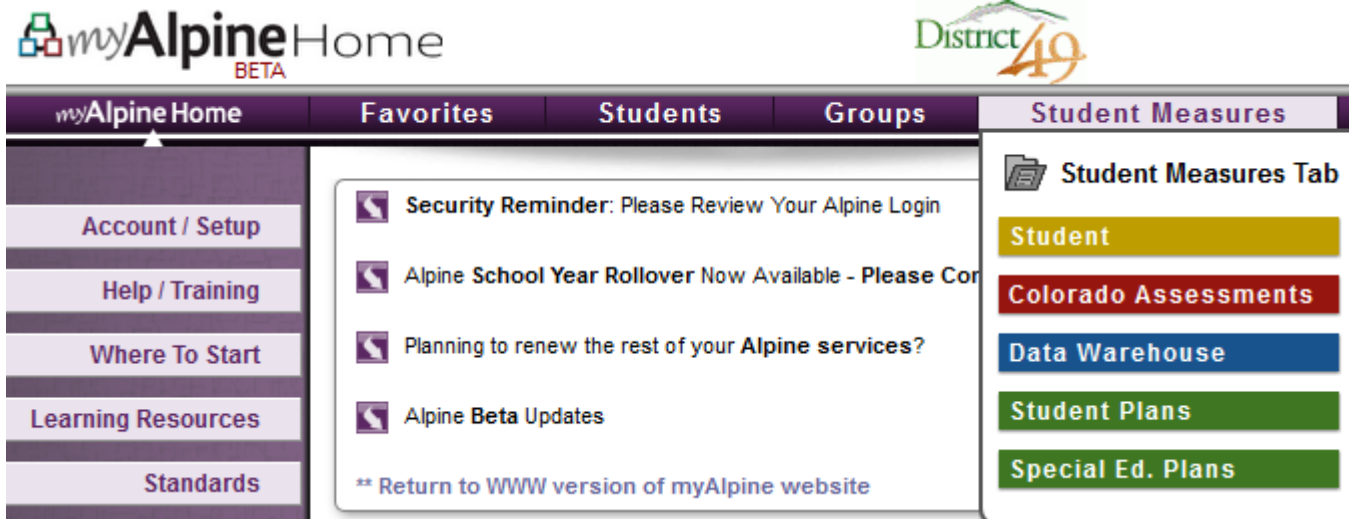 myAlpine Home
BETA
District 49
myAlpine Home Favorites Students Groups Student Measures
Account / Setup
Help / Training
Where To Start
Learning Resources
Standards
Security Reminder: Please Review Your Alpine Login
Alpine School Year Rollover Now Available - Please Con
Planning to renew the rest of your Alpine services?
Alpine Beta Updates
** Return to WWW version of myAlpine website
Student Measures Tab
Student
Colorado Assessments
Data Warehouse
Student Plans
Special Ed. Plans